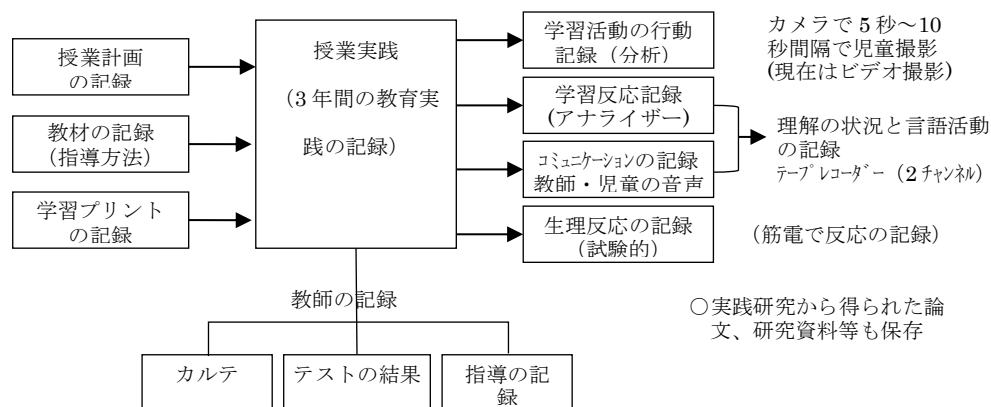 授業計画
の記録
教材の記録
（指導方法）
学習プリント
の記録
授業実践
（３年間の教育実
践の記録）
学習活動の行動
記録（分析）
学習反応記録
(アナライザー)
ｺﾐｭﾆｹｰｼｮﾝの記録
教師・児童の音声
生理反応の記録
(試験的)
カメラで５秒～10
秒間隔で児童撮影
(現在はビデオ撮影)
理解の状況と言語活動
の記録
ﾃｰﾌﾟﾚｺｰﾀﾞｰ（2ﾁｬﾝﾈﾙ）
（筋電で反応の記録）
教師の記録
カルテ
テストの結果
指導の記
録
○実践研究から得られた論
文、研究資料等も保存